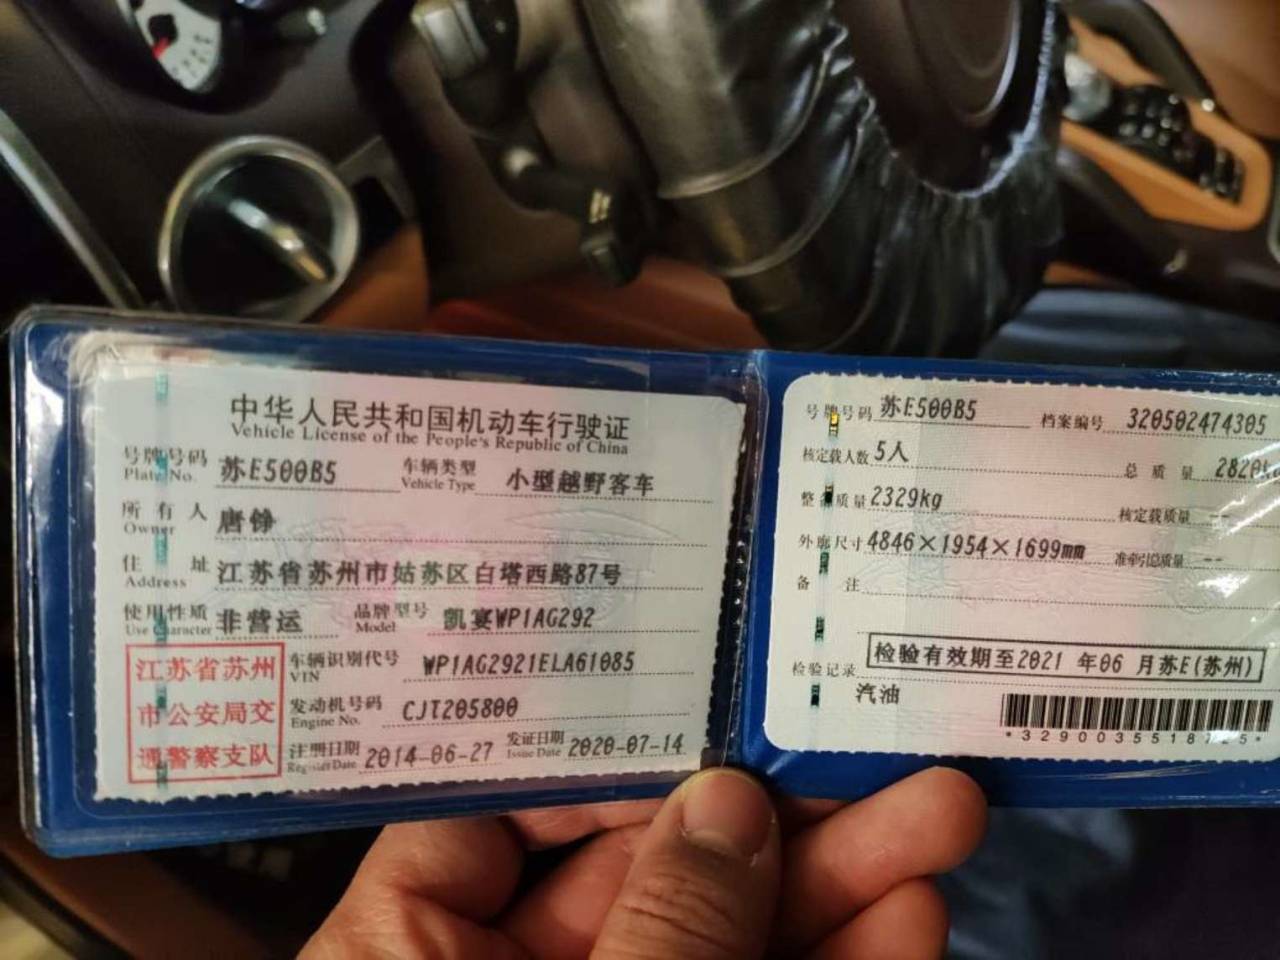 中华人民共和国机动车行驶证
Vehicle License of the People's Republic of China
号牌号码 苏E500B5 车辆类型 小型越野客车
Plate No. Vehicle Type
所有人 唐铮
Owner
住址 江苏省苏州市姑苏区白塔西路87号
Address
使用性质 非营运 品牌型号 凯宴WP1AG292
Use Character Model
江苏省苏州
市公安局交
通警察支队
车辆识别代号 WP1AG2921ELA61085
VIN
发动机号码 CJT205800
Engine No.
注册日期 2014-06-27 发证日期 2020-07-14
Register Date Issue Date
号牌号码 苏E500B5 档案编号 320502474305
核定载人数 5人 总质量 2820
整备质量 2329kg 核定载质量 --
外廓尺寸 4846×1954×1699mm 准牵引总质量 --
备注
检验记录 检验有效期至2021年06月苏E(苏州)
汽油